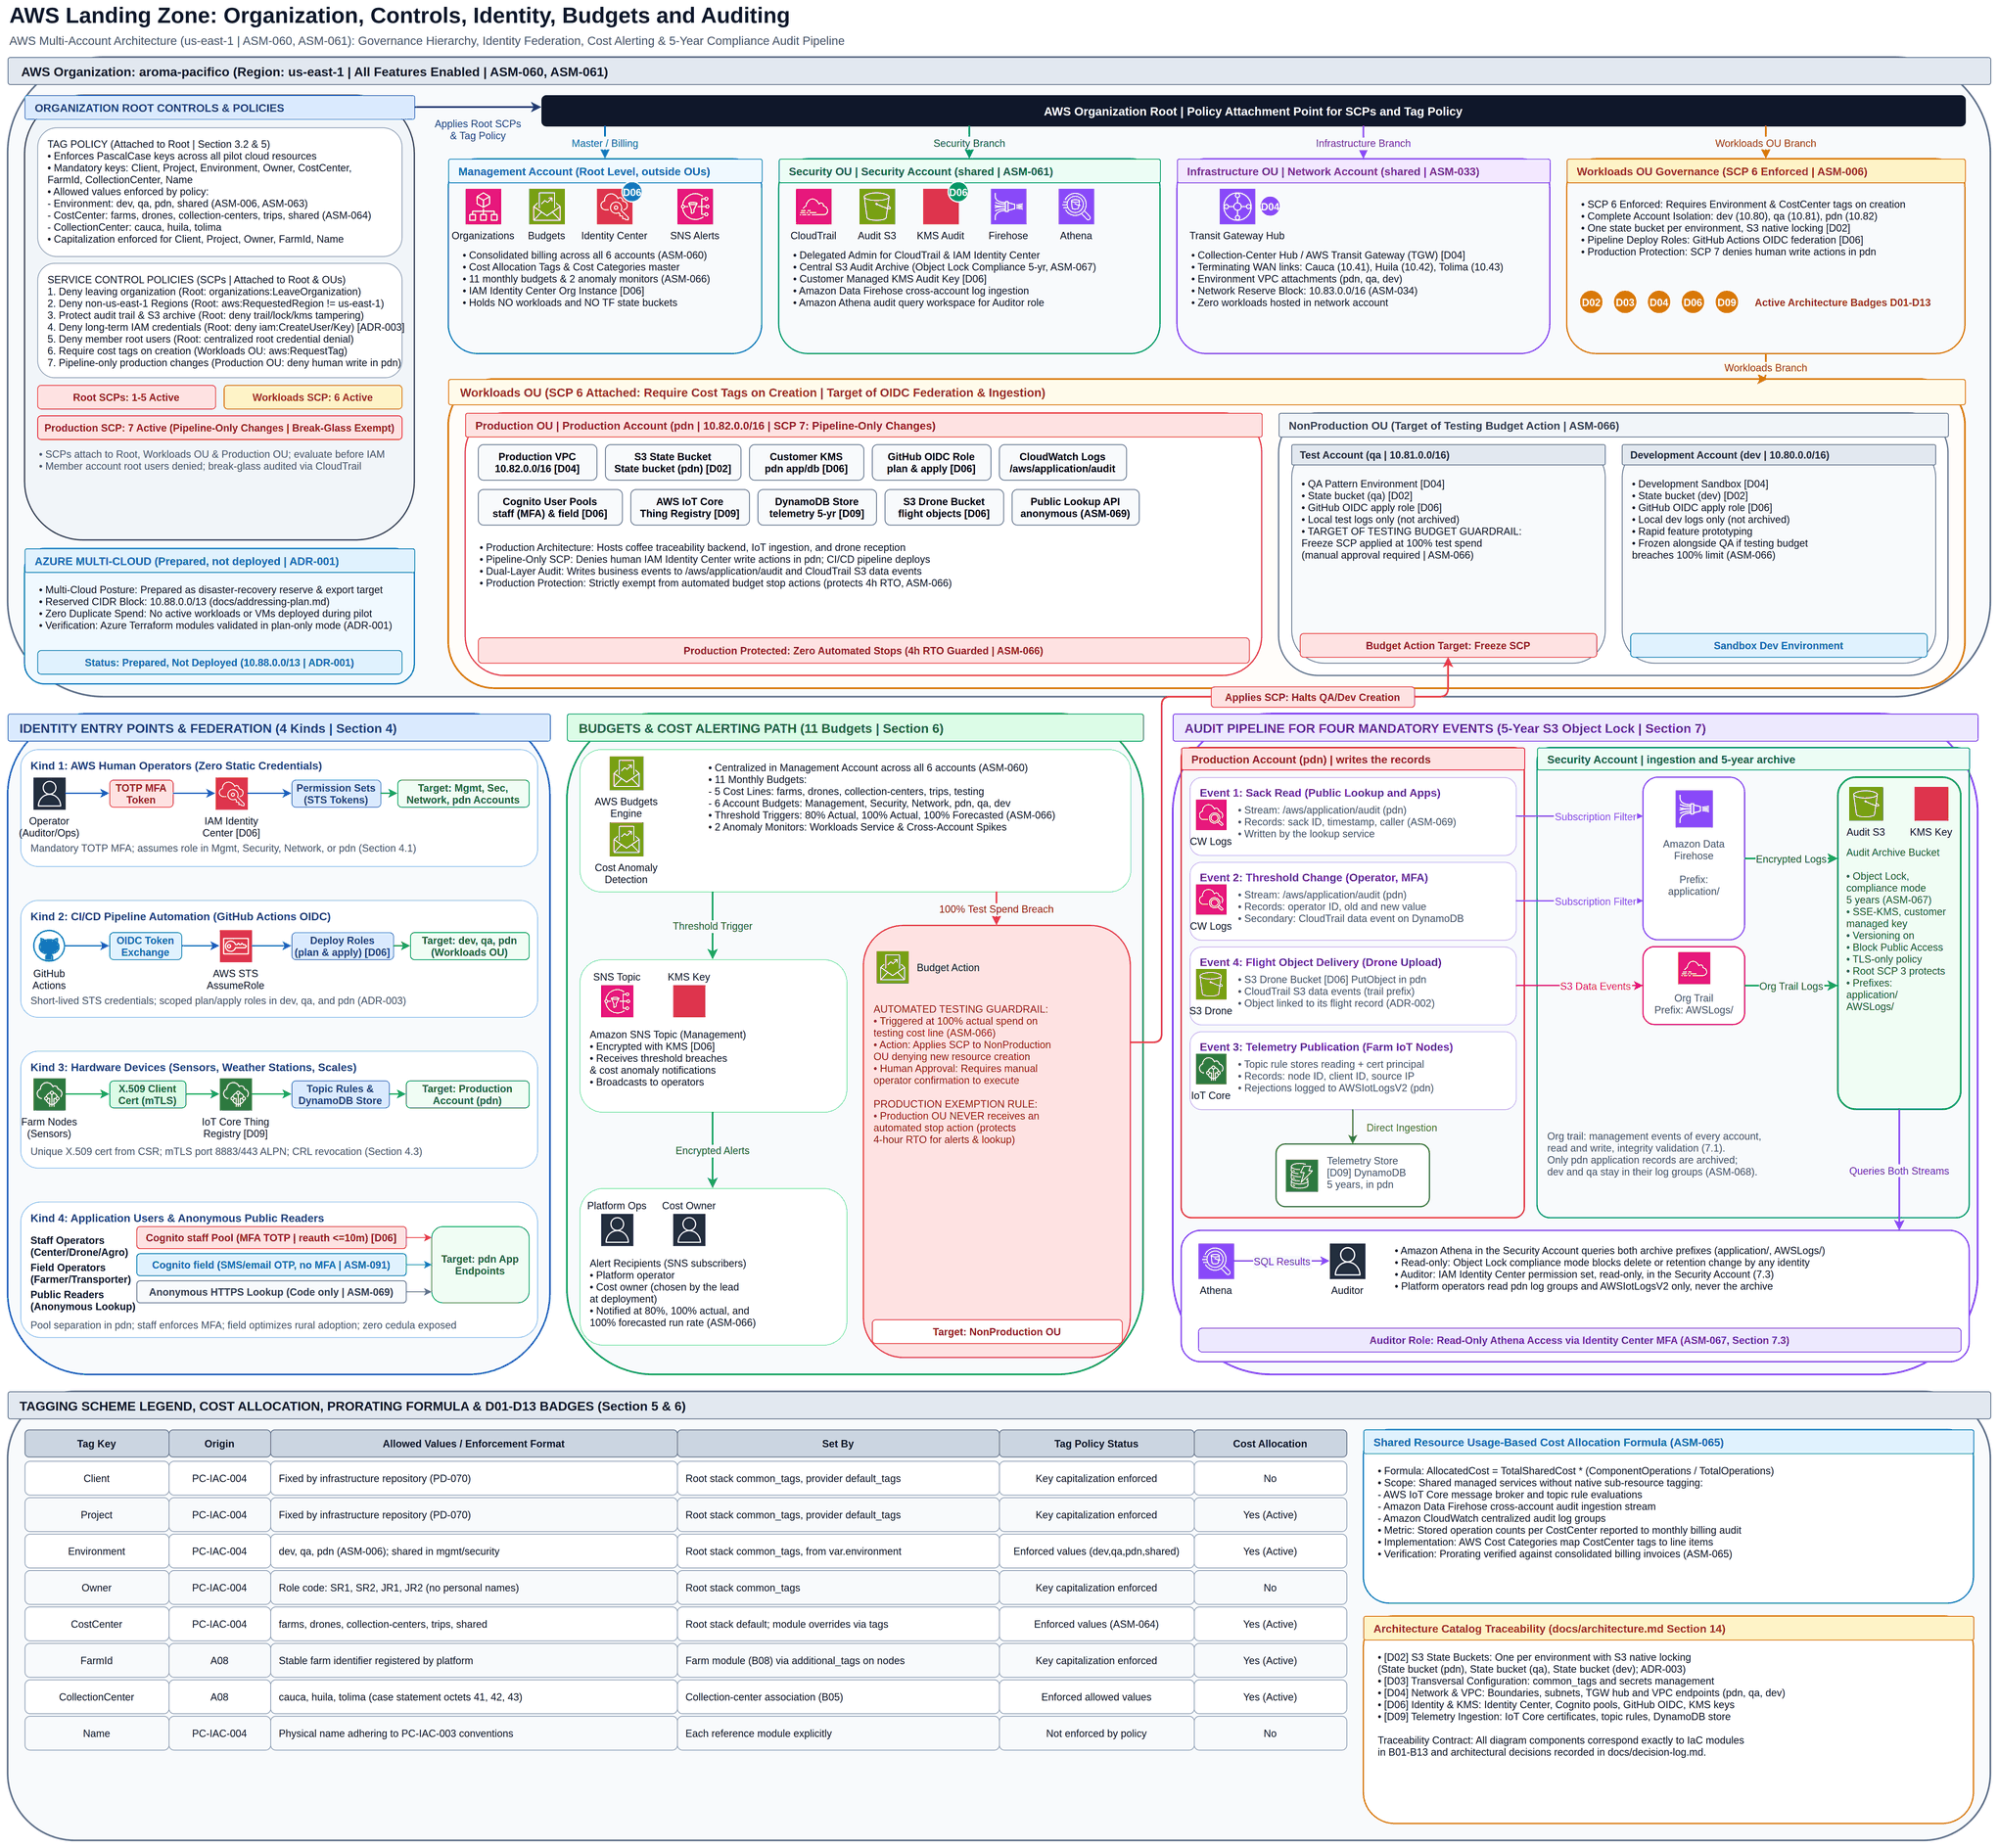 AWS Landing Zone: Organization, Controls, Identity, Budgets and Auditing
AWS Multi-Account Architecture (us-east-1 | ASM-060, ASM-061): Governance Hierarchy, Identity Federation, Cost Alerting & 5-Year Compliance Audit Pipeline
AWS Organization: aroma-pacifico (Region: us-east-1 | All Features Enabled | ASM-060, ASM-061)
ORGANIZATION ROOT CONTROLS & POLICIES
TAG POLICY (Attached to Root | Section 3.2 & 5)
• Enforces PascalCase keys across all pilot cloud resources
• Mandatory keys: Client, Project, Environment, Owner, CostCenter,
FarmId, CollectionCenter, Name
• Allowed values enforced by policy:
- Environment: dev, qa, pdn, shared (ASM-006, ASM-063)
- CostCenter: farms, drones, collection-centers, trips, shared (ASM-064)
- CollectionCenter: cauca, huila, tolima
• Capitalization enforced for Client, Project, Owner, FarmId, Name
SERVICE CONTROL POLICIES (SCPs | Attached to Root & OUs)
1. Deny leaving organization (Root: organizations:LeaveOrganization)
2. Deny non-us-east-1 Regions (Root: aws:RequestedRegion != us-east-1)
3. Protect audit trail & S3 archive (Root: deny trail/lock/kms tampering)
4. Deny long-term IAM credentials (Root: deny iam:CreateUser/Key) [ADR-003]
5. Deny member root users (Root: centralized root credential denial)
6. Require cost tags on creation (Workloads OU: aws:RequestTag)
7. Pipeline-only production changes (Production OU: deny human write in pdn)
Root SCPs: 1-5 Active
Workloads SCP: 6 Active
Production SCP: 7 Active (Pipeline-Only Changes | Break-Glass Exempt)
• SCPs attach to Root, Workloads OU & Production OU; evaluate before IAM
• Member account root users denied; break-glass audited via CloudTrail
AZURE MULTI-CLOUD (Prepared, not deployed | ADR-001)
• Multi-Cloud Posture: Prepared as disaster-recovery reserve & export target
• Reserved CIDR Block: 10.88.0.0/13 (docs/addressing-plan.md)
• Zero Duplicate Spend: No active workloads or VMs deployed during pilot
• Verification: Azure Terraform modules validated in plan-only mode (ADR-001)
Status: Prepared, Not Deployed (10.88.0.0/13 | ADR-001)
Applies Root SCPs
& Tag Policy
AWS Organization Root | Policy Attachment Point for SCPs and Tag Policy
Master / Billing
Security Branch
Infrastructure Branch
Workloads OU Branch
Management Account (Root Level, outside OUs)
D06
Organizations
Budgets
Identity Center
SNS Alerts
• Consolidated billing across all 6 accounts (ASM-060)
• Cost Allocation Tags & Cost Categories master
• 11 monthly budgets & 2 anomaly monitors (ASM-066)
• IAM Identity Center Org Instance [D06]
• Holds NO workloads and NO TF state buckets
Security OU | Security Account (shared | ASM-061)
D06
CloudTrail
Audit S3
KMS Audit
Firehose
Athena
• Delegated Admin for CloudTrail & IAM Identity Center
• Central S3 Audit Archive (Object Lock Compliance 5-yr, ASM-067)
• Customer Managed KMS Audit Key [D06]
• Amazon Data Firehose cross-account log ingestion
• Amazon Athena audit query workspace for Auditor role
Infrastructure OU | Network Account (shared | ASM-033)
D04
Transit Gateway Hub
• Collection-Center Hub / AWS Transit Gateway (TGW) [D04]
• Terminating WAN links: Cauca (10.41), Huila (10.42), Tolima (10.43)
• Environment VPC attachments (pdn, qa, dev)
• Network Reserve Block: 10.83.0.0/16 (ASM-034)
• Zero workloads hosted in network account
Workloads OU Governance (SCP 6 Enforced | ASM-006)
• SCP 6 Enforced: Requires Environment & CostCenter tags on creation
• Complete Account Isolation: dev (10.80), qa (10.81), pdn (10.82)
• One state bucket per environment, S3 native locking [D02]
• Pipeline Deploy Roles: GitHub Actions OIDC federation [D06]
• Production Protection: SCP 7 denies human write actions in pdn
D02
D03
D04
D06
D09
Active Architecture Badges D01-D13
Workloads Branch
Workloads OU (SCP 6 Attached: Require Cost Tags on Creation | Target of OIDC Federation & Ingestion)
Production OU | Production Account (pdn | 10.82.0.0/16 | SCP 7: Pipeline-Only Changes)
Production VPC
10.82.0.0/16 [D04]
S3 State Bucket
State bucket (pdn) [D02]
Customer KMS
pdn app/db [D06]
GitHub OIDC Role
plan & apply [D06]
CloudWatch Logs
/aws/application/audit
Cognito User Pools
staff (MFA) & field [D06]
AWS IoT Core
Thing Registry [D09]
DynamoDB Store
telemetry 5-yr [D09]
S3 Drone Bucket
flight objects [D06]
Public Lookup API
anonymous (ASM-069)
• Production Architecture: Hosts coffee traceability backend, IoT ingestion, and drone reception
• Pipeline-Only SCP: Denies human IAM Identity Center write actions in pdn; CI/CD pipeline deploys
• Dual-Layer Audit: Writes business events to /aws/application/audit and CloudTrail S3 data events
• Production Protection: Strictly exempt from automated budget stop actions (protects 4h RTO, ASM-066)
Production Protected: Zero Automated Stops (4h RTO Guarded | ASM-066)
NonProduction OU (Target of Testing Budget Action | ASM-066)
Test Account (qa | 10.81.0.0/16)
• QA Pattern Environment [D04]
• State bucket (qa) [D02]
• GitHub OIDC apply role [D06]
• Local test logs only (not archived)
• TARGET OF TESTING BUDGET GUARDRAIL:
Freeze SCP applied at 100% test spend
(manual approval required | ASM-066)
Budget Action Target: Freeze SCP
Development Account (dev | 10.80.0.0/16)
• Development Sandbox [D04]
• State bucket (dev) [D02]
• GitHub OIDC apply role [D06]
• Local dev logs only (not archived)
• Rapid feature prototyping
• Frozen alongside QA if testing budget
breaches 100% limit (ASM-066)
Sandbox Dev Environment
Applies SCP: Halts QA/Dev Creation
IDENTITY ENTRY POINTS & FEDERATION (4 Kinds | Section 4)
Kind 1: AWS Human Operators (Zero Static Credentials)
TOTP MFA
Token
Permission Sets
(STS Tokens)
Target: Mgmt, Sec,
Network, pdn Accounts
Operator
(Auditor/Ops)
IAM Identity
Center [D06]
Mandatory TOTP MFA; assumes role in Mgmt, Security, Network, or pdn (Section 4.1)
Kind 2: CI/CD Pipeline Automation (GitHub Actions OIDC)
OIDC Token
Exchange
Deploy Roles
(plan & apply) [D06]
Target: dev, qa, pdn
(Workloads OU)
GitHub
Actions
AWS STS
AssumeRole
Short-lived STS credentials; scoped plan/apply roles in dev, qa, and pdn (ADR-003)
Kind 3: Hardware Devices (Sensors, Weather Stations, Scales)
X.509 Client
Cert (mTLS)
Topic Rules &
DynamoDB Store
Target: Production
Account (pdn)
Farm Nodes
(Sensors)
IoT Core Thing
Registry [D09]
Unique X.509 cert from CSR; mTLS port 8883/443 ALPN; CRL revocation (Section 4.3)
Kind 4: Application Users & Anonymous Public Readers
Staff Operators
(Center/Drone/Agro)
Cognito staff Pool (MFA TOTP | reauth <=10m) [D06]
Field Operators
(Farmer/Transporter)
Cognito field (SMS/email OTP, no MFA | ASM-091)
Public Readers
(Anonymous Lookup)
Anonymous HTTPS Lookup (Code only | ASM-069)
Target: pdn App
Endpoints
Pool separation in pdn; staff enforces MFA; field optimizes rural adoption; zero cedula exposed
BUDGETS & COST ALERTING PATH (11 Budgets | Section 6)
AWS Budgets
Engine
Cost Anomaly
Detection
• Centralized in Management Account across all 6 accounts (ASM-060)
• 11 Monthly Budgets:
- 5 Cost Lines: farms, drones, collection-centers, trips, testing
- 6 Account Budgets: Management, Security, Network, pdn, qa, dev
• Threshold Triggers: 80% Actual, 100% Actual, 100% Forecasted (ASM-066)
• 2 Anomaly Monitors: Workloads Service & Cross-Account Spikes
Threshold Trigger
100% Test Spend Breach
SNS Topic
KMS Key
Amazon SNS Topic (Management)
• Encrypted with KMS [D06]
• Receives threshold breaches
& cost anomaly notifications
• Broadcasts to operators
Encrypted Alerts
Platform Ops
Cost Owner
Alert Recipients (SNS subscribers)
• Platform operator
• Cost owner (chosen by the lead
at deployment)
• Notified at 80%, 100% actual, and
100% forecasted run rate (ASM-066)
Budget Action
AUTOMATED TESTING GUARDRAIL:
• Triggered at 100% actual spend on
testing cost line (ASM-066)
• Action: Applies SCP to NonProduction
OU denying new resource creation
• Human Approval: Requires manual
operator confirmation to execute
PRODUCTION EXEMPTION RULE:
• Production OU NEVER receives an
automated stop action (protects
4-hour RTO for alerts & lookup)
Target: NonProduction OU
AUDIT PIPELINE FOR FOUR MANDATORY EVENTS (5-Year S3 Object Lock | Section 7)
Production Account (pdn) | writes the records
Event 1: Sack Read (Public Lookup and Apps)
CW Logs
• Stream: /aws/application/audit (pdn)
• Records: sack ID, timestamp, caller (ASM-069)
• Written by the lookup service
Event 2: Threshold Change (Operator, MFA)
CW Logs
• Stream: /aws/application/audit (pdn)
• Records: operator ID, old and new value
• Secondary: CloudTrail data event on DynamoDB
Event 4: Flight Object Delivery (Drone Upload)
S3 Drone
• S3 Drone Bucket [D06] PutObject in pdn
• CloudTrail S3 data events (trail prefix)
• Object linked to its flight record (ADR-002)
Event 3: Telemetry Publication (Farm IoT Nodes)
IoT Core
• Topic rule stores reading + cert principal
• Records: node ID, client ID, source IP
• Rejections logged to AWSIotLogsV2 (pdn)
Direct Ingestion
Telemetry Store
[D09] DynamoDB
5 years, in pdn
Subscription Filter
Subscription Filter
S3 Data Events
Security Account | ingestion and 5-year archive
Amazon Data
Firehose
Prefix:
application/
Org Trail
Prefix: AWSLogs/
Encrypted Logs
Org Trail Logs
Audit S3
KMS Key
Audit Archive Bucket
• Object Lock,
compliance mode
5 years (ASM-067)
• SSE-KMS, customer
managed key
• Versioning on
• Block Public Access
• TLS-only policy
• Root SCP 3 protects
• Prefixes:
application/
AWSLogs/
Org trail: management events of every account,
read and write, integrity validation (7.1).
Only pdn application records are archived;
dev and qa stay in their log groups (ASM-068).
Queries Both Streams
Athena
SQL Results
Auditor
• Amazon Athena in the Security Account queries both archive prefixes (application/, AWSLogs/)
• Read-only: Object Lock compliance mode blocks delete or retention change by any identity
• Auditor: IAM Identity Center permission set, read-only, in the Security Account (7.3)
• Platform operators read pdn log groups and AWSIotLogsV2 only, never the archive
Auditor Role: Read-Only Athena Access via Identity Center MFA (ASM-067, Section 7.3)
TAGGING SCHEME LEGEND, COST ALLOCATION, PRORATING FORMULA & D01-D13 BADGES (Section 5 & 6)
Tag Key Origin Allowed Values / Enforcement Format Set By Tag Policy Status Cost Allocation
Client PC-IAC-004 Fixed by infrastructure repository (PD-070) Root stack common_tags, provider default_tags Key capitalization enforced No
Project PC-IAC-004 Fixed by infrastructure repository (PD-070) Root stack common_tags, provider default_tags Key capitalization enforced Yes (Active)
Environment PC-IAC-004 dev, qa, pdn (ASM-006); shared in mgmt/security Root stack common_tags, from var.environment Enforced values (dev,qa,pdn,shared) Yes (Active)
Owner PC-IAC-004 Role code: SR1, SR2, JR1, JR2 (no personal names) Root stack common_tags Key capitalization enforced No
CostCenter PC-IAC-004 farms, drones, collection-centers, trips, shared Root stack default; module overrides via tags Enforced values (ASM-064) Yes (Active)
FarmId A08 Stable farm identifier registered by platform Farm module (B08) via additional_tags on nodes Key capitalization enforced Yes (Active)
CollectionCenter A08 cauca, huila, tolima (case statement octets 41, 42, 43) Collection-center association (B05) Enforced allowed values Yes (Active)
Name PC-IAC-004 Physical name adhering to PC-IAC-003 conventions Each reference module explicitly Not enforced by policy No
Shared Resource Usage-Based Cost Allocation Formula (ASM-065)
• Formula: AllocatedCost = TotalSharedCost * (ComponentOperations / TotalOperations)
• Scope: Shared managed services without native sub-resource tagging:
- AWS IoT Core message broker and topic rule evaluations
- Amazon Data Firehose cross-account audit ingestion stream
- Amazon CloudWatch centralized audit log groups
• Metric: Stored operation counts per CostCenter reported to monthly billing audit
• Implementation: AWS Cost Categories map CostCenter tags to line items
• Verification: Prorating verified against consolidated billing invoices (ASM-065)
Architecture Catalog Traceability (docs/architecture.md Section 14)
• [D02] S3 State Buckets: One per environment with S3 native locking
(State bucket (pdn), State bucket (qa), State bucket (dev); ADR-003)
• [D03] Transversal Configuration: common_tags and secrets management
• [D04] Network & VPC: Boundaries, subnets, TGW hub and VPC endpoints (pdn, qa, dev)
• [D06] Identity & KMS: Identity Center, Cognito pools, GitHub OIDC, KMS keys
• [D09] Telemetry Ingestion: IoT Core certificates, topic rules, DynamoDB store
Traceability Contract: All diagram components correspond exactly to IaC modules
in B01-B13 and architectural decisions recorded in docs/decision-log.md.